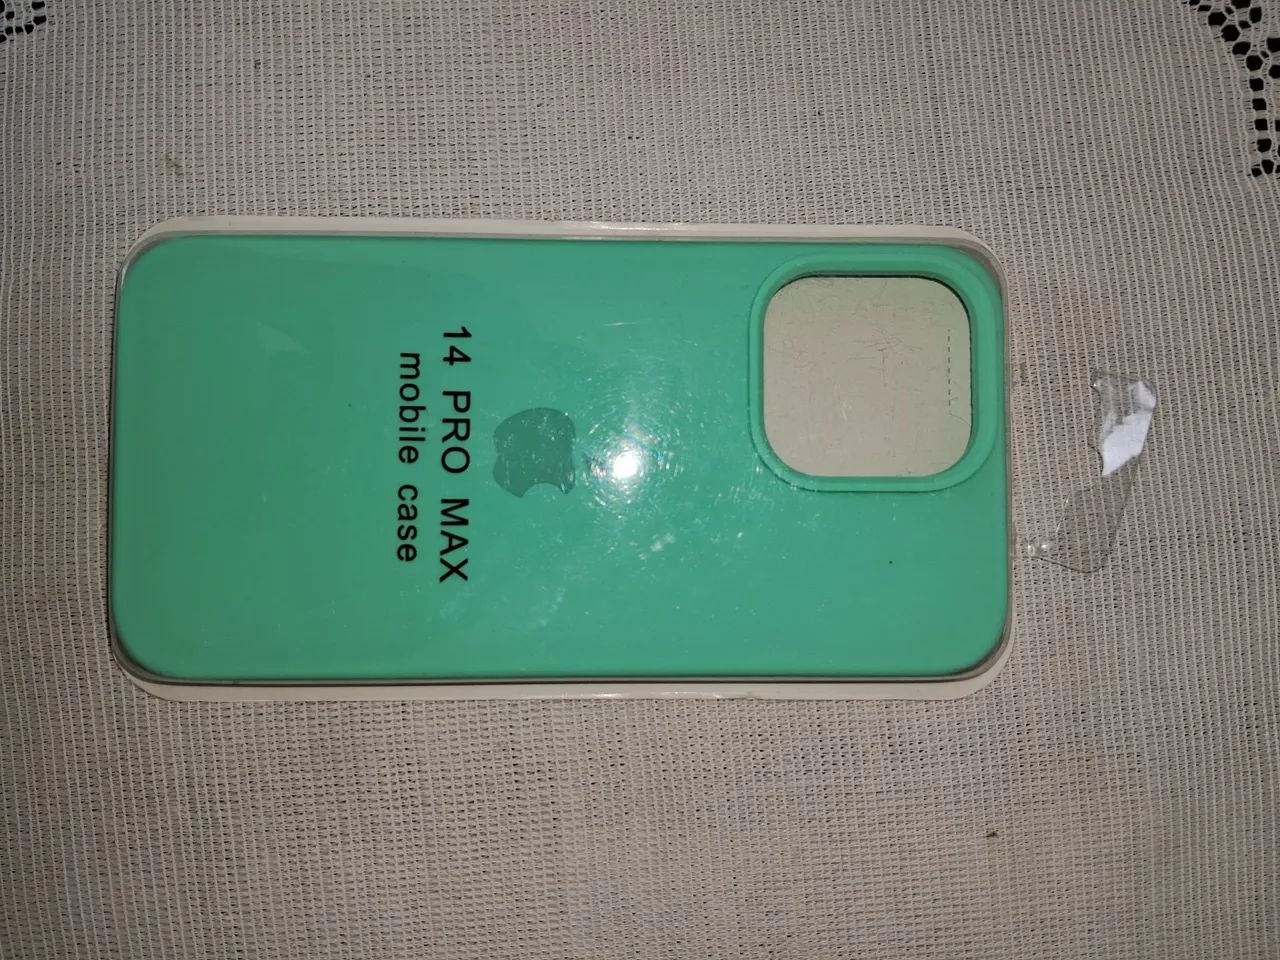 14 PRO MAX
mobile case